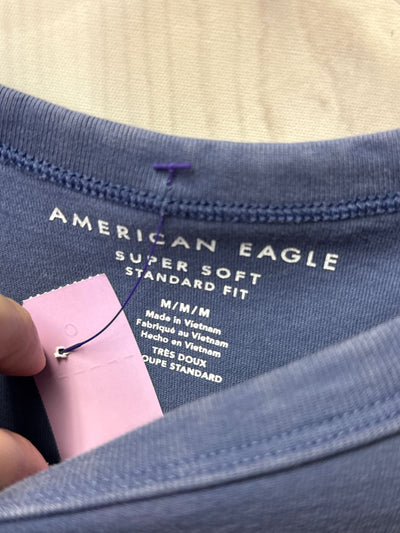 AMERICAN EAGLE
SUPER SOFT
STANDARD FIT
M/M/M
Made in Vietnam
Fabriqué au Vietnam
Hecho en Vietnam
TRÈS DOUX
OUPE STANDARD